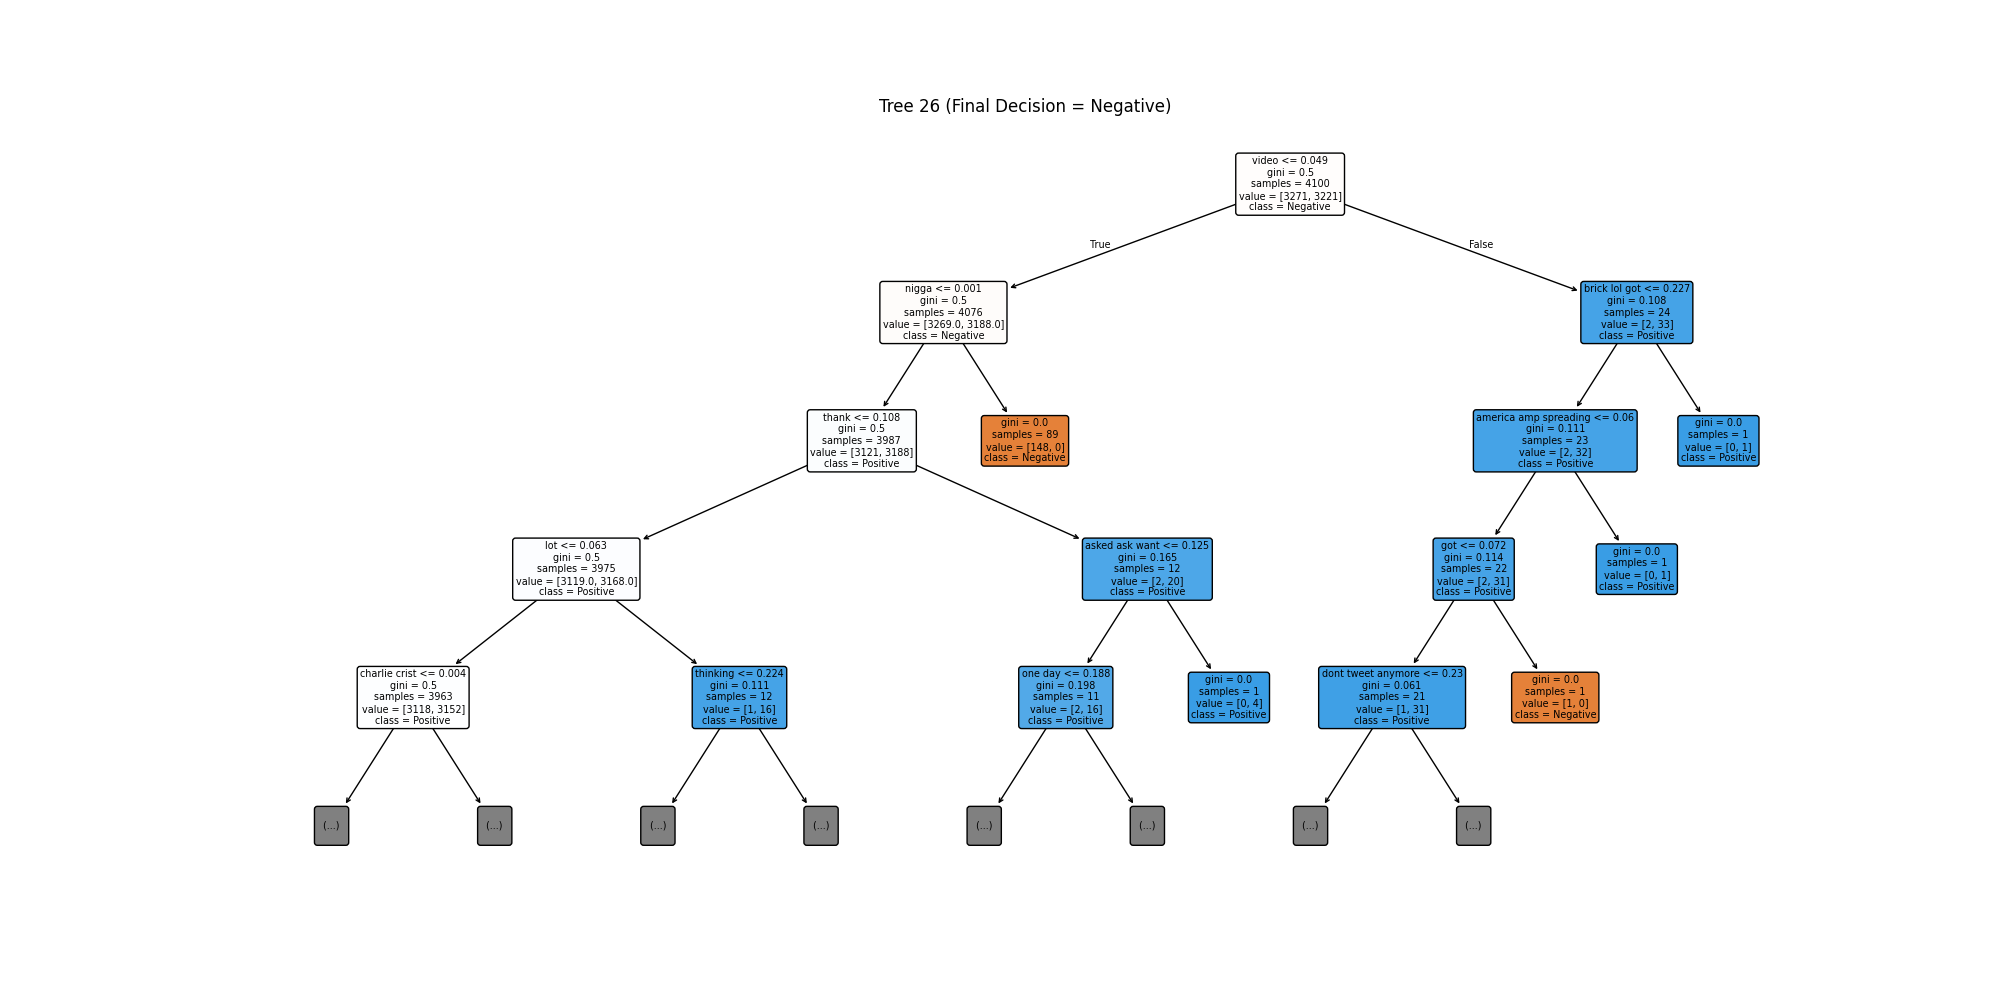 Tree 26 (Final Decision = Negative)
video <= 0.049
gini = 0.5
samples = 4100
value = [3271, 3221]
class = Negative
True
False
nigga <= 0.001
gini = 0.5
samples = 4076
value = [3269.0, 3188.0]
class = Negative
brick lol got <= 0.227
gini = 0.108
samples = 24
value = [2, 33]
class = Positive
thank <= 0.108
gini = 0.5
samples = 3987
value = [3121, 3188]
class = Positive
gini = 0.0
samples = 89
value = [148, 0]
class = Negative
america amp spreading <= 0.06
gini = 0.111
samples = 23
value = [2, 32]
class = Positive
gini = 0.0
samples = 1
value = [0, 1]
class = Positive
lot <= 0.063
gini = 0.5
samples = 3975
value = [3119.0, 3168.0]
class = Positive
asked ask want <= 0.125
gini = 0.165
samples = 12
value = [2, 20]
class = Positive
got <= 0.072
gini = 0.114
samples = 22
value = [2, 31]
class = Positive
gini = 0.0
samples = 1
value = [0, 1]
class = Positive
charlie crist <= 0.004
gini = 0.5
samples = 3963
value = [3118, 3152]
class = Positive
thinking <= 0.224
gini = 0.111
samples = 12
value = [1, 16]
class = Positive
one day <= 0.188
gini = 0.198
samples = 11
value = [2, 16]
class = Positive
gini = 0.0
samples = 1
value = [0, 4]
class = Positive
dont tweet anymore <= 0.23
gini = 0.061
samples = 21
value = [1, 31]
class = Positive
gini = 0.0
samples = 1
value = [1, 0]
class = Negative
(...)
(...)
(...)
(...)
(...)
(...)
(...)
(...)